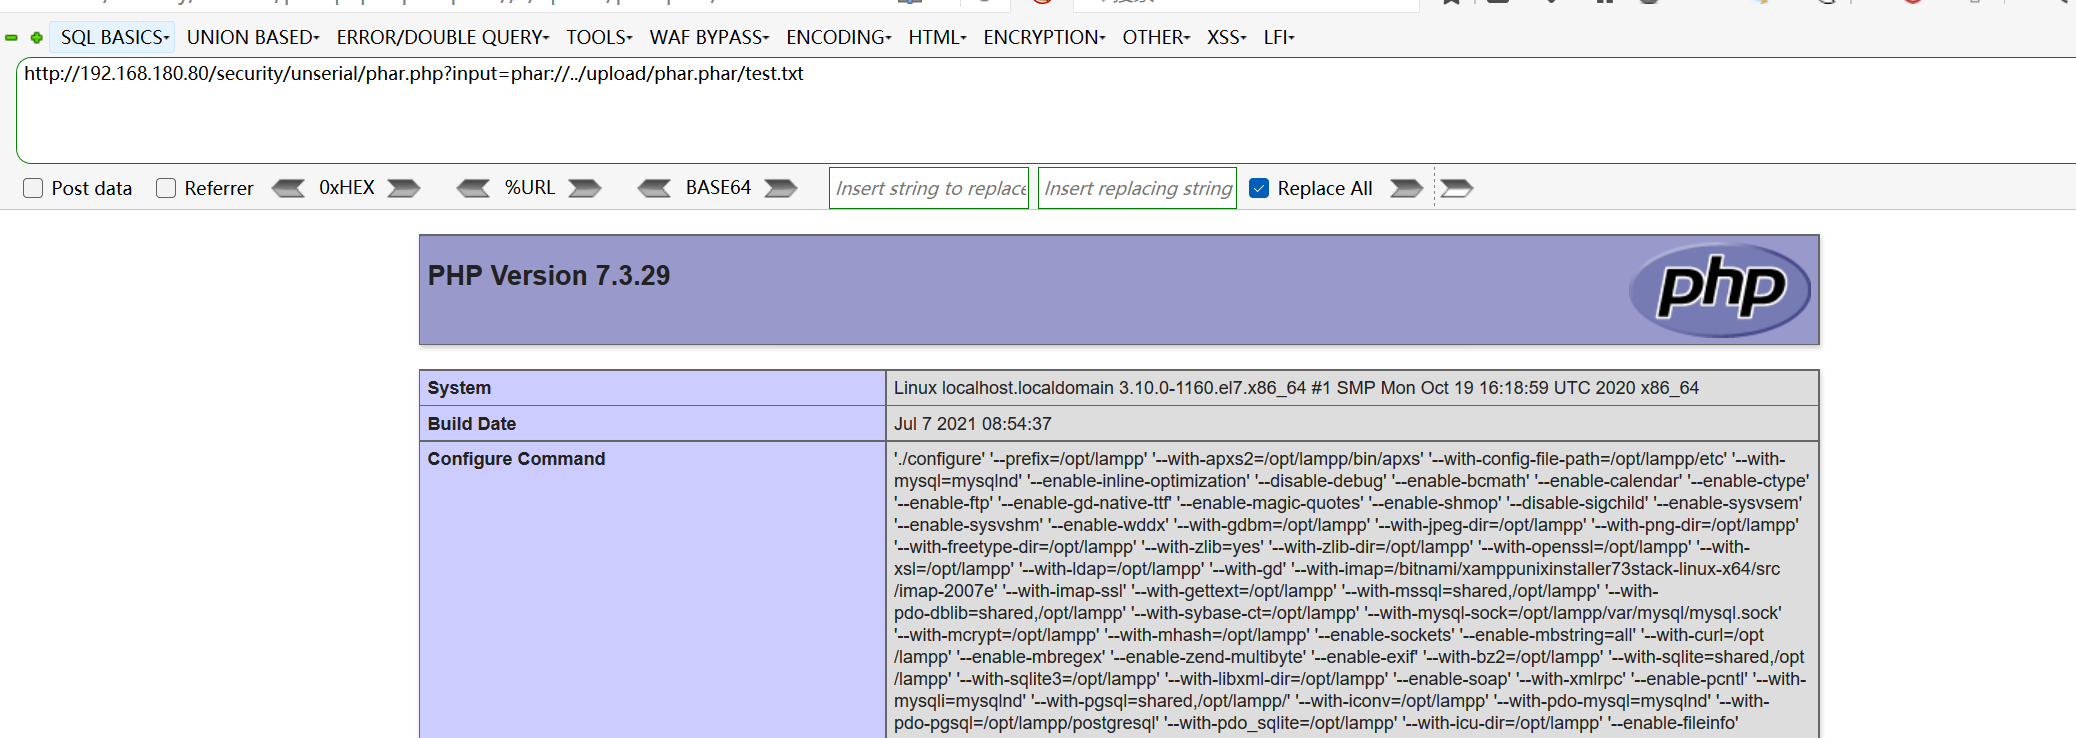 SQL BASICS UNION BASED ERROR/DOUBLE QUERY TOOLS WAF BYPASS ENCODING HTML ENCRYPTION OTHER XSS LFI
http://192.168.180.80/security/unserial/phar.php?input=phar://../upload/phar.phar/test.txt
Post data Referrer 0xHEX %URL BASE64 Insert string to replace Insert replacing string Replace All
PHP Version 7.3.29
php
System Linux localhost.localdomain 3.10.0-1160.el7.x86_64 #1 SMP Mon Oct 19 16:18:59 UTC 2020 x86_64
Build Date Jul 7 2021 08:54:37
Configure Command './configure' '--prefix=/opt/lampp' '--with-apxs2=/opt/lampp/bin/apxs' '--with-config-file-path=/opt/lampp/etc' '--with-
mysql=mysqlnd' '--enable-inline-optimization' '--disable-debug' '--enable-bcmath' '--enable-calendar' '--enable-ctype'
'--enable-ftp' '--enable-gd-native-ttf' '--enable-magic-quotes' '--enable-shmop' '--disable-sigchild' '--enable-sysvsem'
'--enable-sysvshm' '--enable-wddx' '--with-gdbm=/opt/lampp' '--with-jpeg-dir=/opt/lampp' '--with-png-dir=/opt/lampp'
'--with-freetype-dir=/opt/lampp' '--with-zlib=yes' '--with-zlib-dir=/opt/lampp' '--with-openssl=/opt/lampp' '--with-
xsl=/opt/lampp' '--with-ldap=/opt/lampp' '--with-gd' '--with-imap=/bitnami/xamppunixinstaller73stack-linux-x64/src
/imap-2007e' '--with-imap-ssl' '--with-gettext=/opt/lampp' '--with-mssql=shared,/opt/lampp' '--with-
pdo-dblib=shared,/opt/lampp' '--with-sybase-ct=/opt/lampp' '--with-mysql-sock=/opt/lampp/var/mysql/mysql.sock'
'--with-mcrypt=/opt/lampp' '--with-mhash=/opt/lampp' '--enable-sockets' '--enable-mbstring=all' '--with-curl=/opt
/lampp' '--enable-mbregex' '--enable-zend-multibyte' '--enable-exif' '--with-bz2=/opt/lampp' '--with-sqlite=shared,/opt
/lampp' '--with-sqlite3=/opt/lampp' '--with-libxml-dir=/opt/lampp' '--enable-soap' '--with-xmlrpc' '--enable-pcntl' '--with-
mysqli=mysqlnd' '--with-pgsql=shared,/opt/lampp/' '--with-iconv=/opt/lampp' '--with-pdo-mysql=mysqlnd' '--with-
pdo-pgsql=/opt/lampp/postgresql' '--with-pdo_sqlite=/opt/lampp' '--with-icu-dir=/opt/lampp' '--enable-fileinfo'